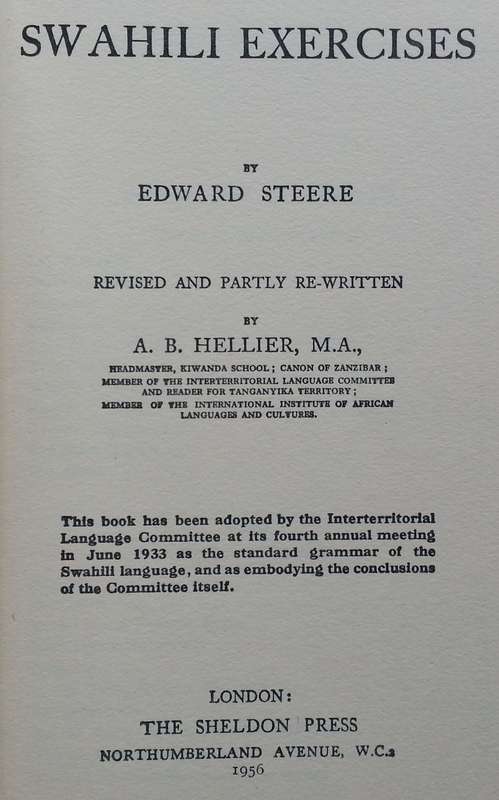 SWAHILI EXERCISES
BY
EDWARD STEERE
REVISED AND PARTLY RE-WRITTEN
BY
A. B. HELLIER, M.A.,
HEADMASTER, KIWANDA SCHOOL; CANON OF ZANZIBAR;
MEMBER OF THE INTERTERRITORIAL LANGUAGE COMMITTEE
AND READER FOR TANGANYIKA TERRITORY;
MEMBER OF THE INTERNATIONAL INSTITUTE OF AFRICAN
LANGUAGES AND CULTURES.
This book has been adopted by the Interterritorial
Language Committee at its fourth annual meeting
in June 1933 as the standard grammar of the
Swahili language, and as embodying the conclusions
of the Committee itself.
LONDON:
THE SHELDON PRESS
NORTHUMBERLAND AVENUE, W.C.2
1956